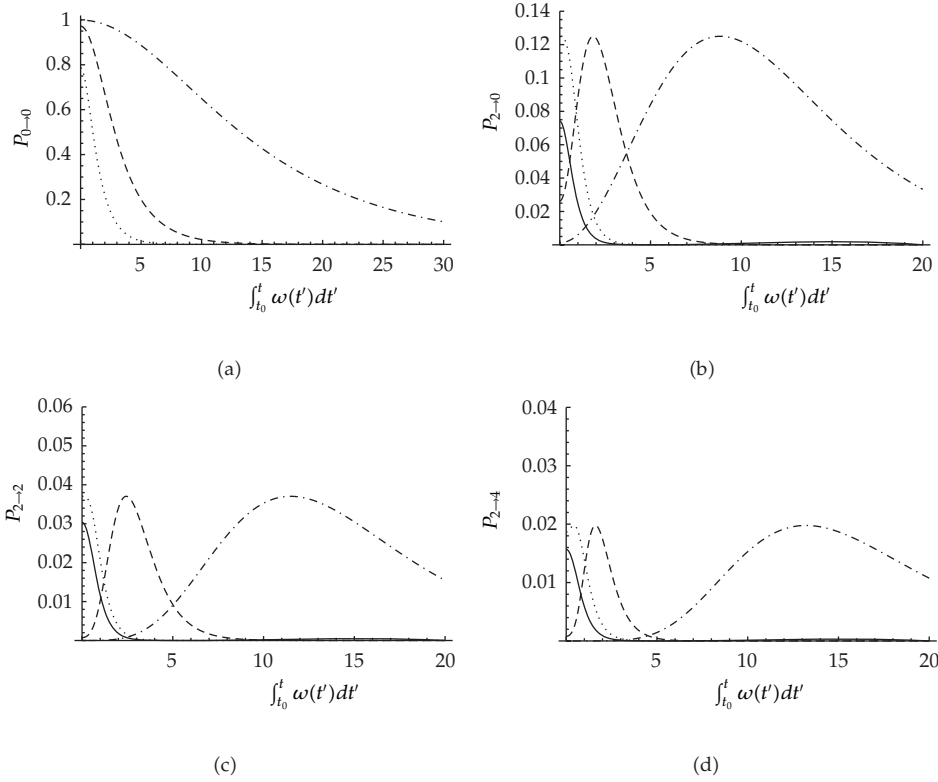 1
0.8
0.6
0.4
0.2
5 10 15 20 25 30
P₀→₀
∫ₜ₀ᵗ ω(t′)dt′
(a)
0.14
0.12
0.10
0.08
0.06
0.04
0.02
5 10 15 20
P₂→₀
∫ₜ₀ᵗ ω(t′)dt′
(b)
0.06
0.05
0.04
0.03
0.02
0.01
5 10 15 20
P₂→₂
∫ₜ₀ᵗ ω(t′)dt′
(c)
0.04
0.03
0.02
0.01
5 10 15 20
P₂→₄
∫ₜ₀ᵗ ω(t′)dt′
(d)